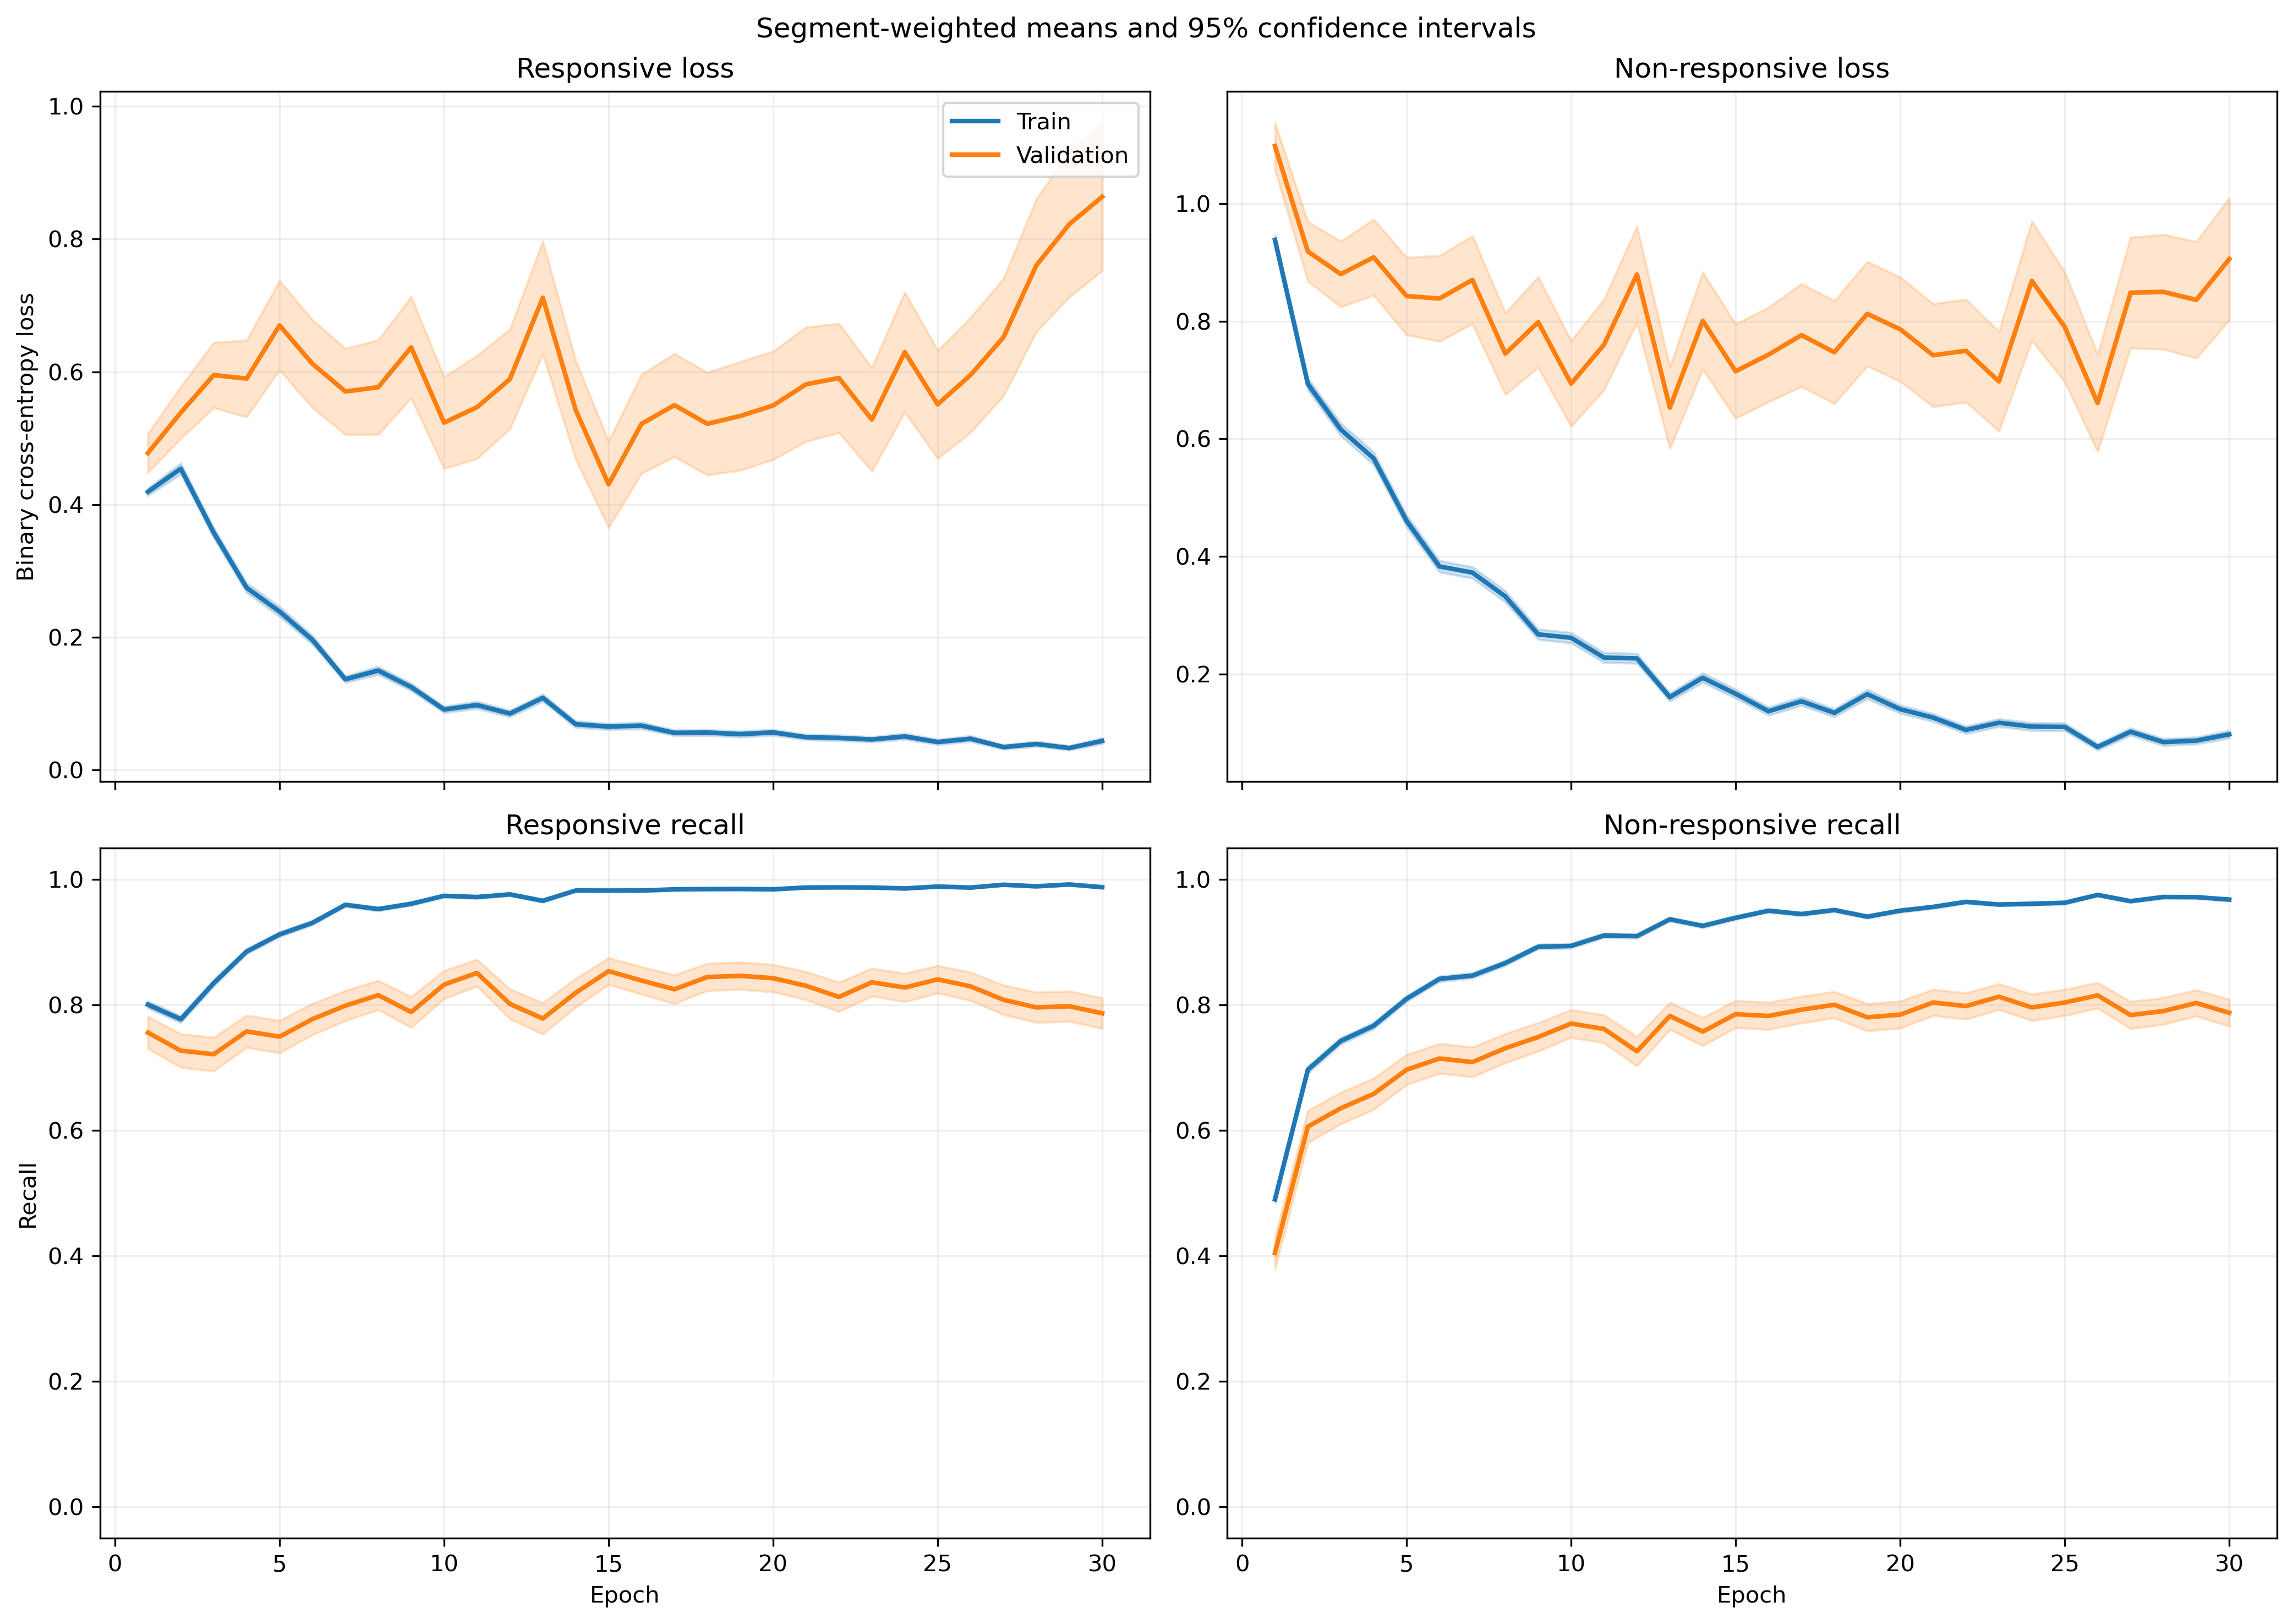 Segment-weighted means and 95% confidence intervals
Responsive loss
Non-responsive loss
Binary cross-entropy loss
1.0
0.8
0.6
0.4
0.2
0.0
Train
Validation
1.0
0.8
0.6
0.4
0.2
Responsive recall
Non-responsive recall
Recall
1.0
0.8
0.6
0.4
0.2
0.0
0 5 10 15 20 25 30
Epoch
1.0
0.8
0.6
0.4
0.2
0.0
0 5 10 15 20 25 30
Epoch